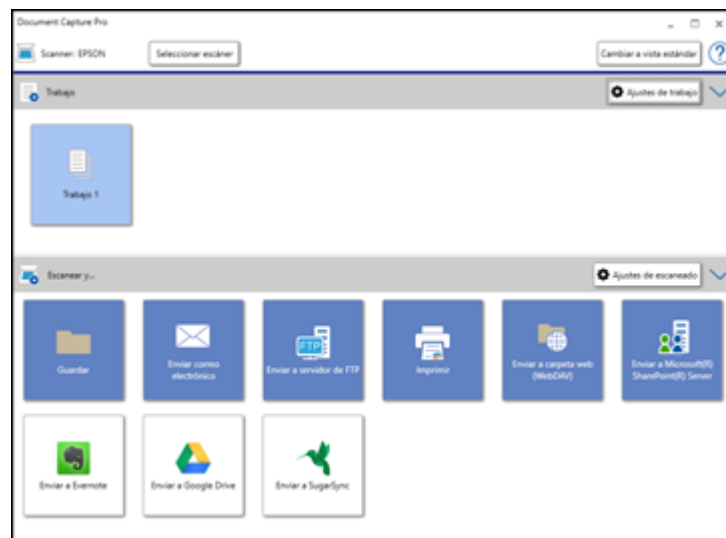 Document Capture Pro
Scanner: EPSON
Seleccionar escáner
Cambiar a vista estándar
?
Trabajo
Ajustes de trabajo
Trabajo 1
Escanear y...
Ajustes de escaneado
Guardar
Enviar correo
electrónico
FTP
Enviar a servidor de FTP
Imprimir
Enviar a carpeta web
(WebDAV)
Enviar a Microsoft(R)
SharePoint(R) Server
Enviar a Evernote
Enviar a Google Drive
Enviar a SugarSync